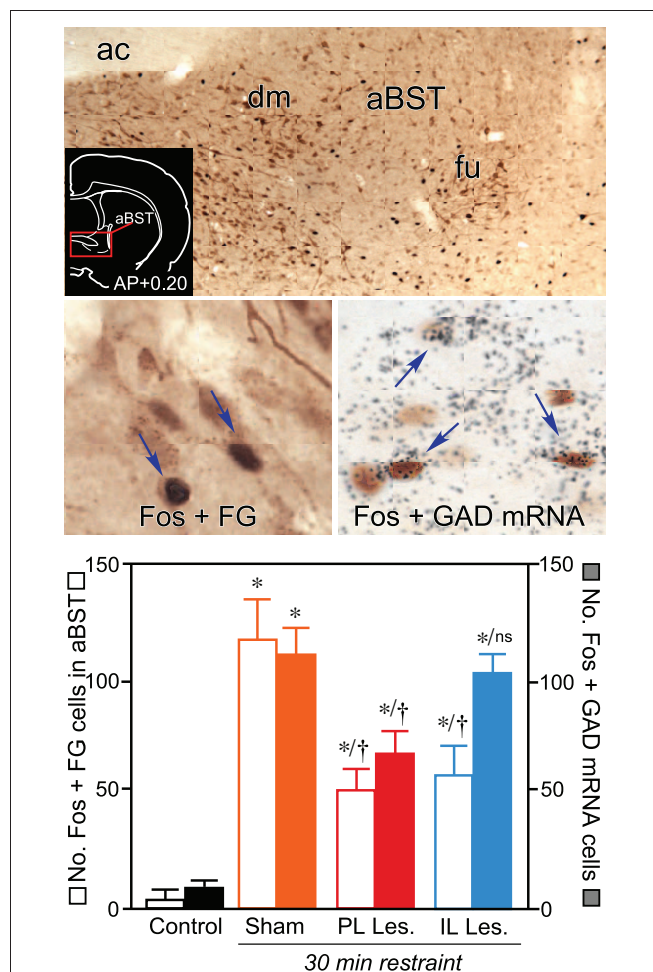 ac
dm
aBST
fu
aBST
AP+0.20
Fos + FG
Fos + GAD mRNA
No. Fos + FG cells in aBST
150
100
50
0
*
*
*/†
*/†
*/†
*/ns
150
100
50
0
No. Fos + GAD mRNA cells
Control
Sham
PL Les.
IL Les.
30 min restraint